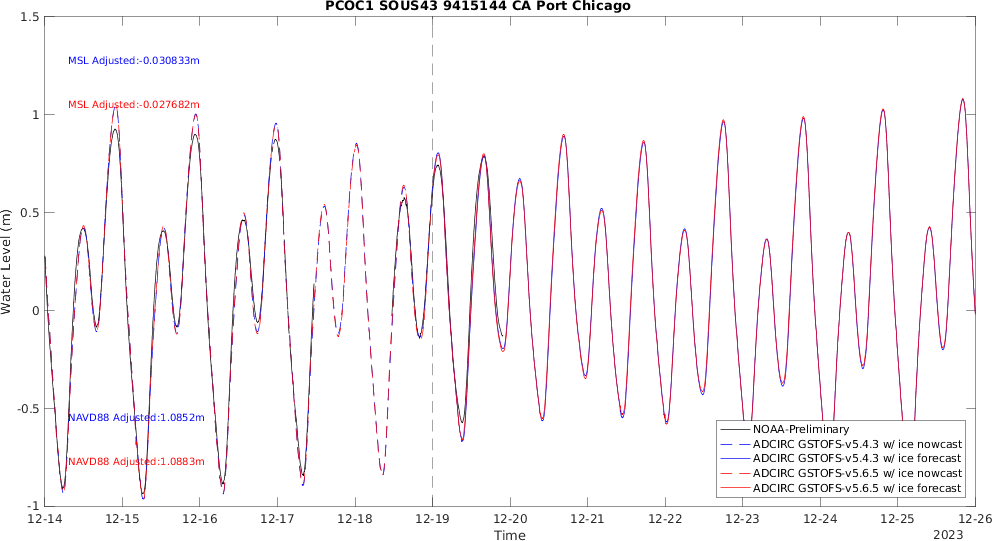 PCOC1 SOUS43 9415144 CA Port Chicago
1.5
1
0.5
0
-0.5
-1
Water Level (m)
MSL Adjusted:-0.030833m
MSL Adjusted:-0.027682m
NAVD88 Adjusted:1.0852m
NAVD88 Adjusted:1.0883m
NOAA-Preliminary
ADCIRC GSTOFS-v5.4.3 w/ ice nowcast
ADCIRC GSTOFS-v5.4.3 w/ ice forecast
ADCIRC GSTOFS-v5.6.5 w/ ice nowcast
ADCIRC GSTOFS-v5.6.5 w/ ice forecast
12-14 12-15 12-16 12-17 12-18 12-19 12-20 12-21 12-22 12-23 12-24 12-25 12-26
Time
2023